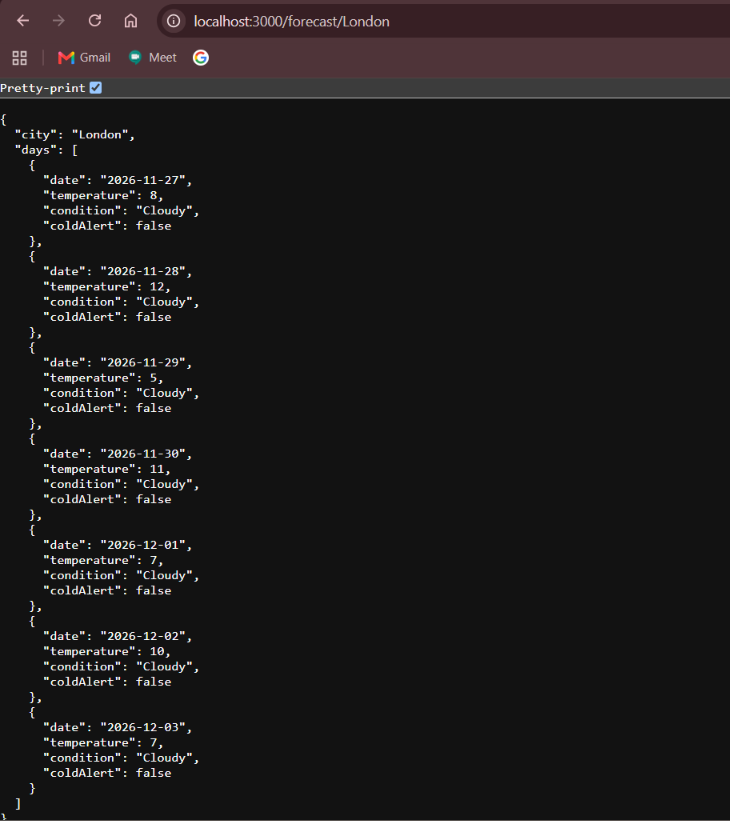 localhost:3000/forecast/London
Gmail Meet
Pretty-print
{
  "city": "London",
  "days": [
    {
      "date": "2026-11-27",
      "temperature": 8,
      "condition": "Cloudy",
      "coldAlert": false
    },
    {
      "date": "2026-11-28",
      "temperature": 12,
      "condition": "Cloudy",
      "coldAlert": false
    },
    {
      "date": "2026-11-29",
      "temperature": 5,
      "condition": "Cloudy",
      "coldAlert": false
    },
    {
      "date": "2026-11-30",
      "temperature": 11,
      "condition": "Cloudy",
      "coldAlert": false
    },
    {
      "date": "2026-12-01",
      "temperature": 7,
      "condition": "Cloudy",
      "coldAlert": false
    },
    {
      "date": "2026-12-02",
      "temperature": 10,
      "condition": "Cloudy",
      "coldAlert": false
    },
    {
      "date": "2026-12-03",
      "temperature": 7,
      "condition": "Cloudy",
      "coldAlert": false
    }
  ]
}